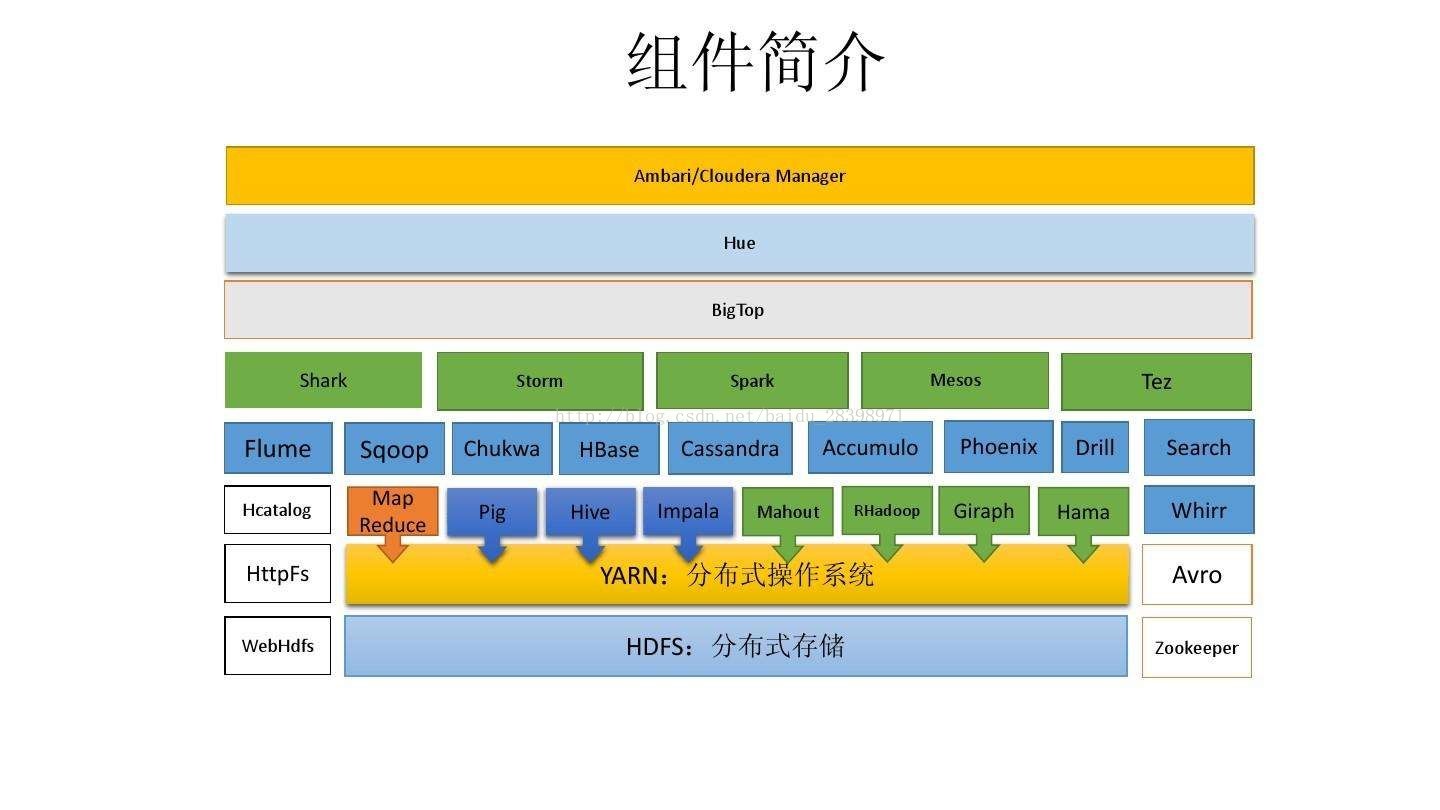 组件简介
Ambari/Cloudera Manager
Hue
BigTop
Shark
Storm
Spark
Mesos
Tez
http://blog.csdn.net/baidu_28398971
Flume
Sqoop
Chukwa
HBase
Cassandra
Accumulo
Phoenix
Drill
Search
Hcatalog
Map
Reduce
Pig
Hive
Impala
Mahout
RHadoop
Giraph
Hama
Whirr
HttpFs
YARN：分布式操作系统
Avro
WebHdfs
HDFS：分布式存储
Zookeeper